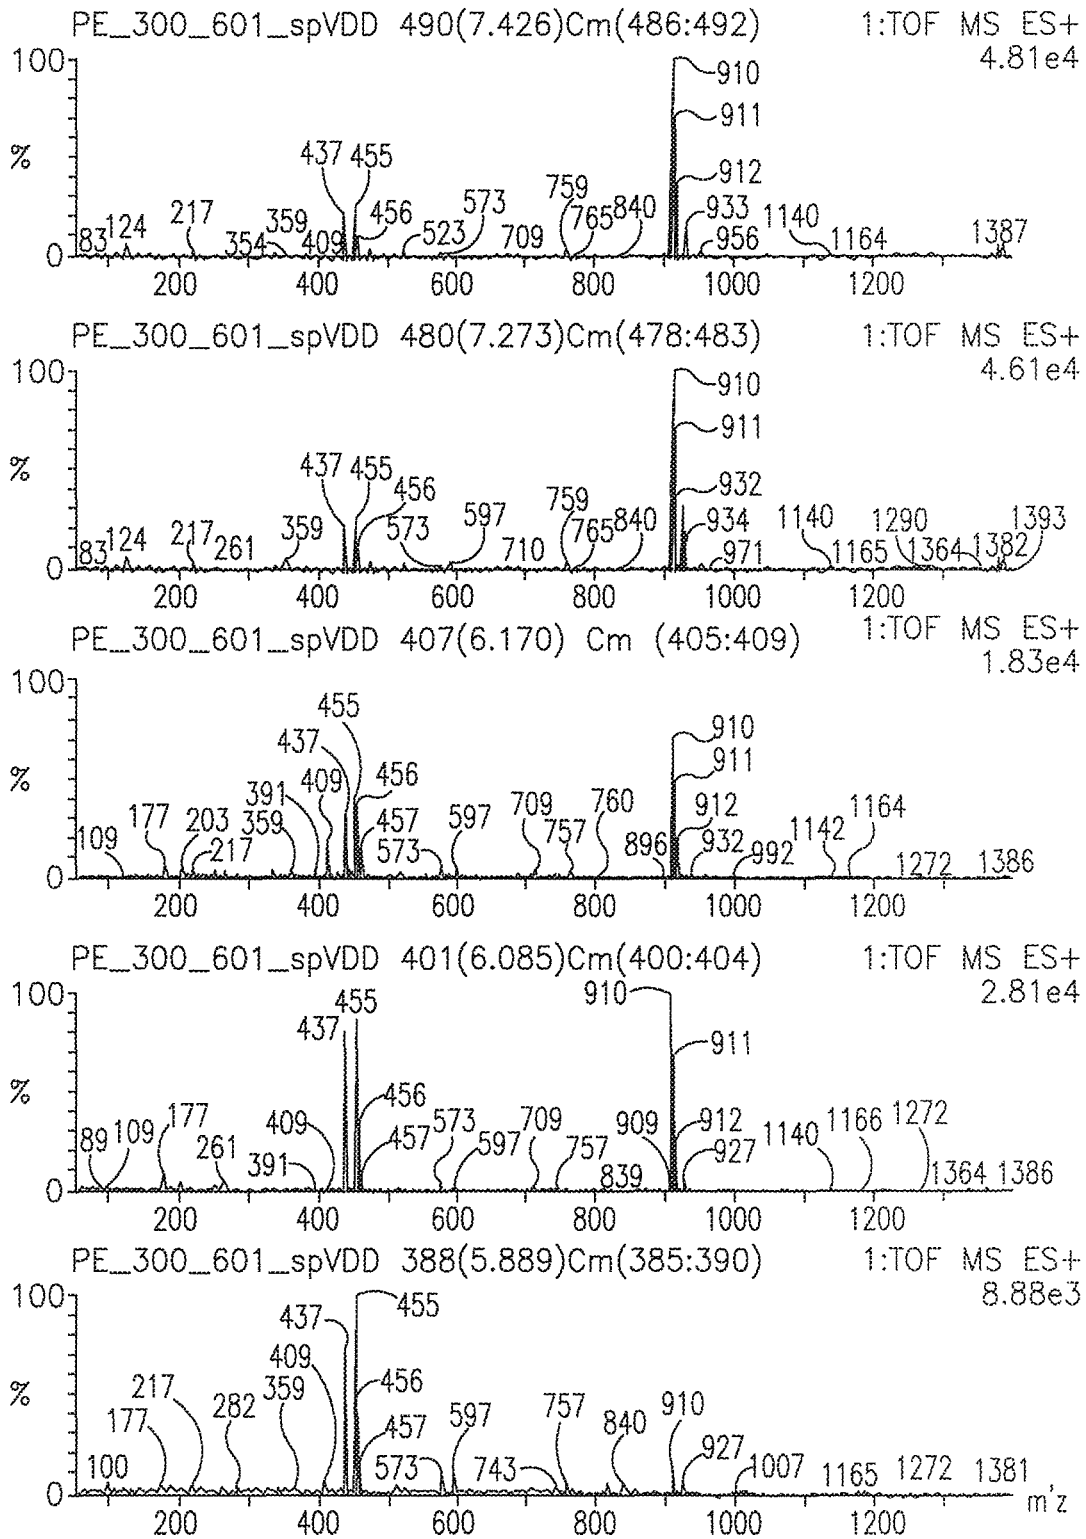 PE_300_601_spVDD 490(7.426)Cm(486:492) 1:TOF MS ES+
4.81e4
100
%
0
83 124 217 354 359 409 437 455 456 523 573 709 759 765 840 910 911 912 933 956 1140 1164 1387
200 400 600 800 1000 1200
PE_300_601_spVDD 480(7.273)Cm(478:483) 1:TOF MS ES+
4.61e4
100
%
0
83 124 217 261 359 437 455 456 573 597 710 759 765 840 910 911 932 934 971 1140 1165 1290 1364 1382 1393
200 400 600 800 1000 1200
PE_300_601_spVDD 407(6.170) Cm (405:409) 1:TOF MS ES+
1.83e4
100
%
0
109 177 203 217 359 391 409 437 455 456 457 573 597 709 757 760 896 910 911 912 932 992 1142 1164 1272 1386
200 400 600 800 1000 1200
PE_300_601_spVDD 401(6.085)Cm(400:404) 1:TOF MS ES+
2.81e4
100
%
0
89 109 177 261 391 409 437 455 456 457 573 597 709 757 839 909 910 911 912 927 1140 1166 1272 1364 1386
200 400 600 800 1000 1200
PE_300_601_spVDD 388(5.889)Cm(385:390) 1:TOF MS ES+
8.88e3
100
%
0
100 177 217 282 359 409 437 455 456 457 573 597 743 757 840 910 927 1007 1165 1272 1381
m'z
200 400 600 800 1000 1200